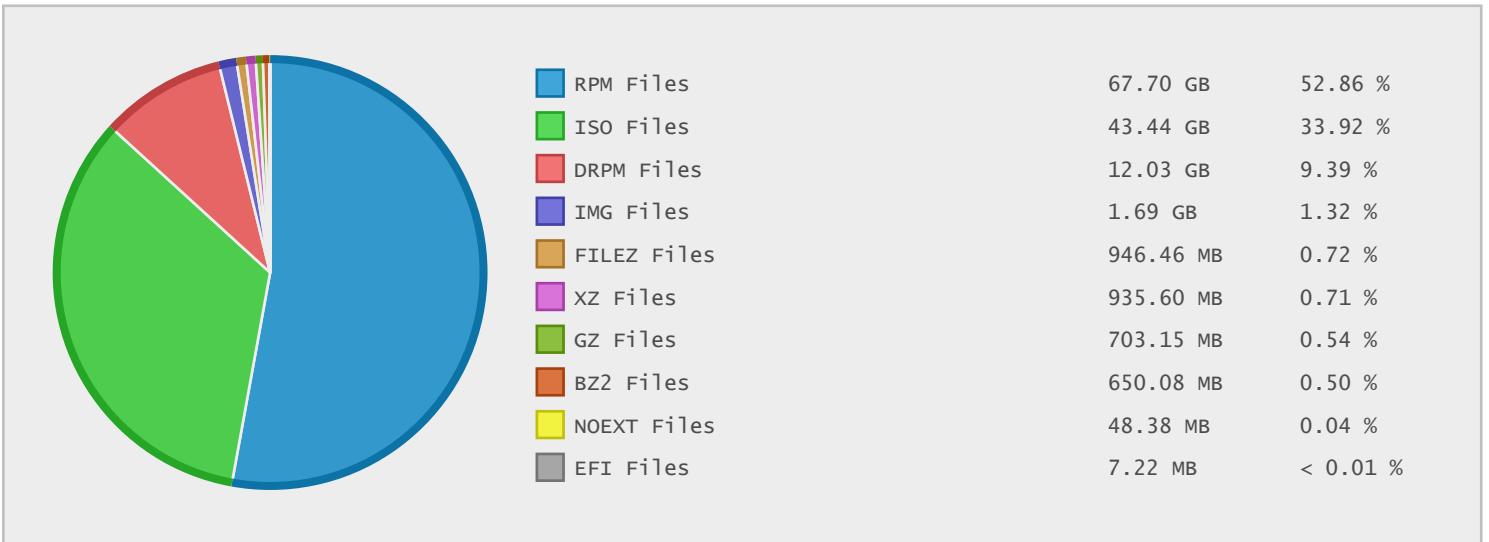 RPM Files 67.70 GB 52.86 %
ISO Files 43.44 GB 33.92 %
DRPM Files 12.03 GB 9.39 %
IMG Files 1.69 GB 1.32 %
FILEZ Files 946.46 MB 0.72 %
XZ Files 935.60 MB 0.71 %
GZ Files 703.15 MB 0.54 %
BZ2 Files 650.08 MB 0.50 %
NOEXT Files 48.38 MB 0.04 %
EFI Files 7.22 MB < 0.01 %